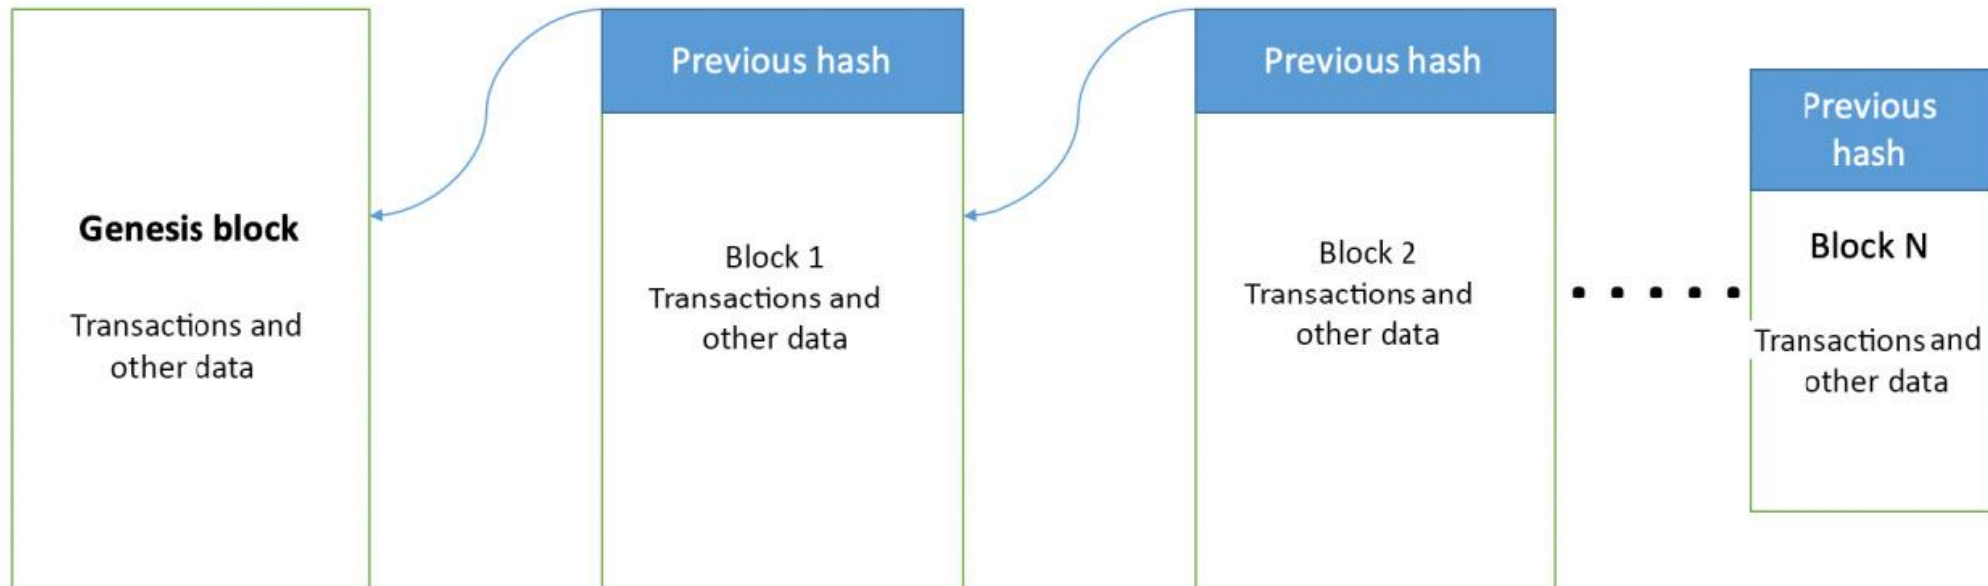 Genesis block
Transactions and
other data
Previous hash
Block 1
Transactions and
other data
Previous hash
Block 2
Transactions and
other data
Previous
hash
Block N
Transactions and
other data